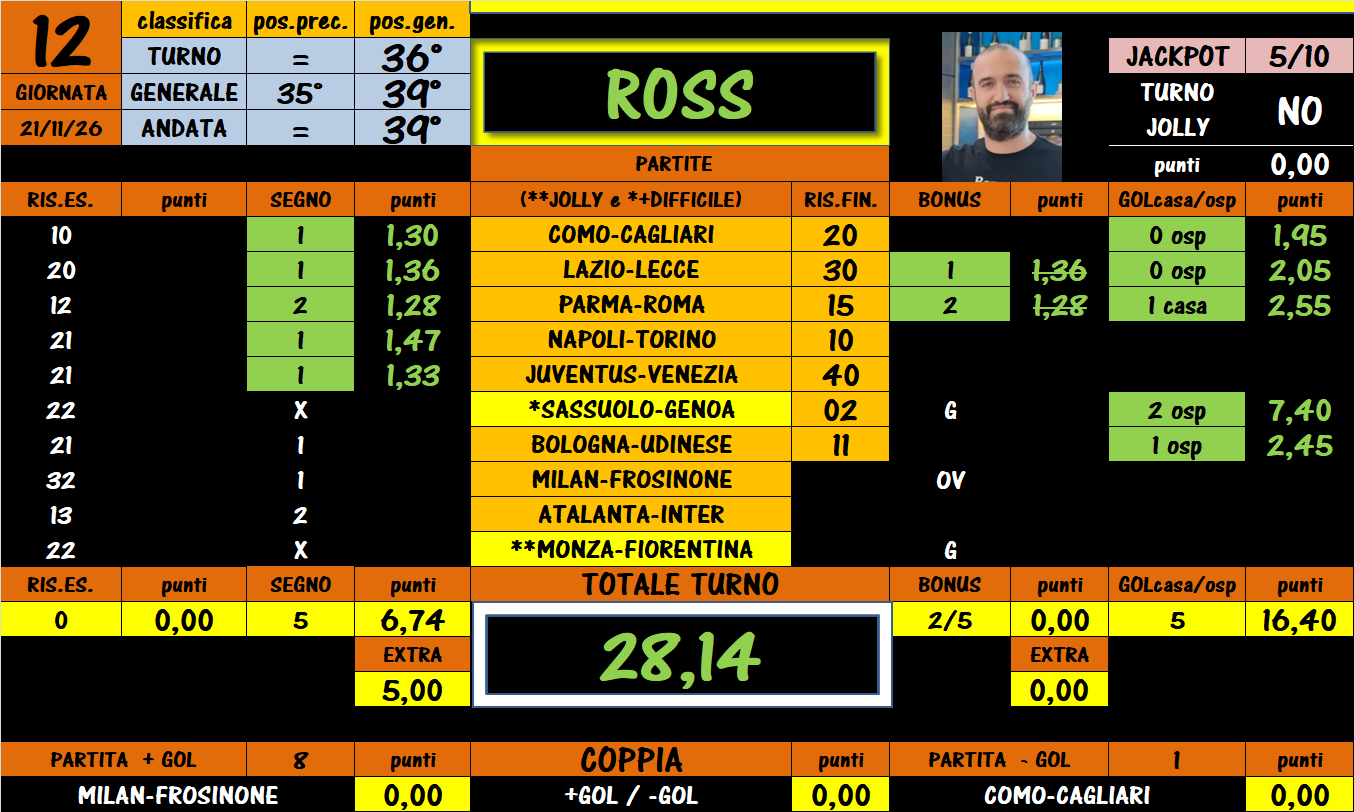 12 classifica pos.prec. pos.gen.
TURNO = 36°
GIORNATA GENERALE 35° 39°
21/11/26 ANDATA = 39°
ROSS
JACKPOT 5/10
TURNO JOLLY NO
punti 0,00
PARTITE
RIS.ES. punti SEGNO punti (**JOLLY e *+DIFFICILE) RIS.FIN. BONUS punti GOLcasa/osp punti
10 1 1,30 COMO-CAGLIARI 20 0 osp 1,95
20 1 1,36 LAZIO-LECCE 30 1 1,36 0 osp 2,05
12 2 1,28 PARMA-ROMA 15 2 1,28 1 casa 2,55
21 1 1,47 NAPOLI-TORINO 10
21 1 1,33 JUVENTUS-VENEZIA 40
22 X *SASSUOLO-GENOA 02 G 2 osp 7,40
21 1 BOLOGNA-UDINESE 11 1 osp 2,45
32 1 MILAN-FROSINONE OV
13 2 ATALANTA-INTER
22 X **MONZA-FIORENTINA G
RIS.ES. punti SEGNO punti TOTALE TURNO BONUS punti GOLcasa/osp punti
0 0,00 5 6,74 28,14 2/5 0,00 5 16,40
EXTRA EXTRA
5,00 0,00
PARTITA + GOL 8 punti COPPIA punti PARTITA - GOL 1 punti
MILAN-FROSINONE 0,00 +GOL / -GOL 0,00 COMO-CAGLIARI 0,00